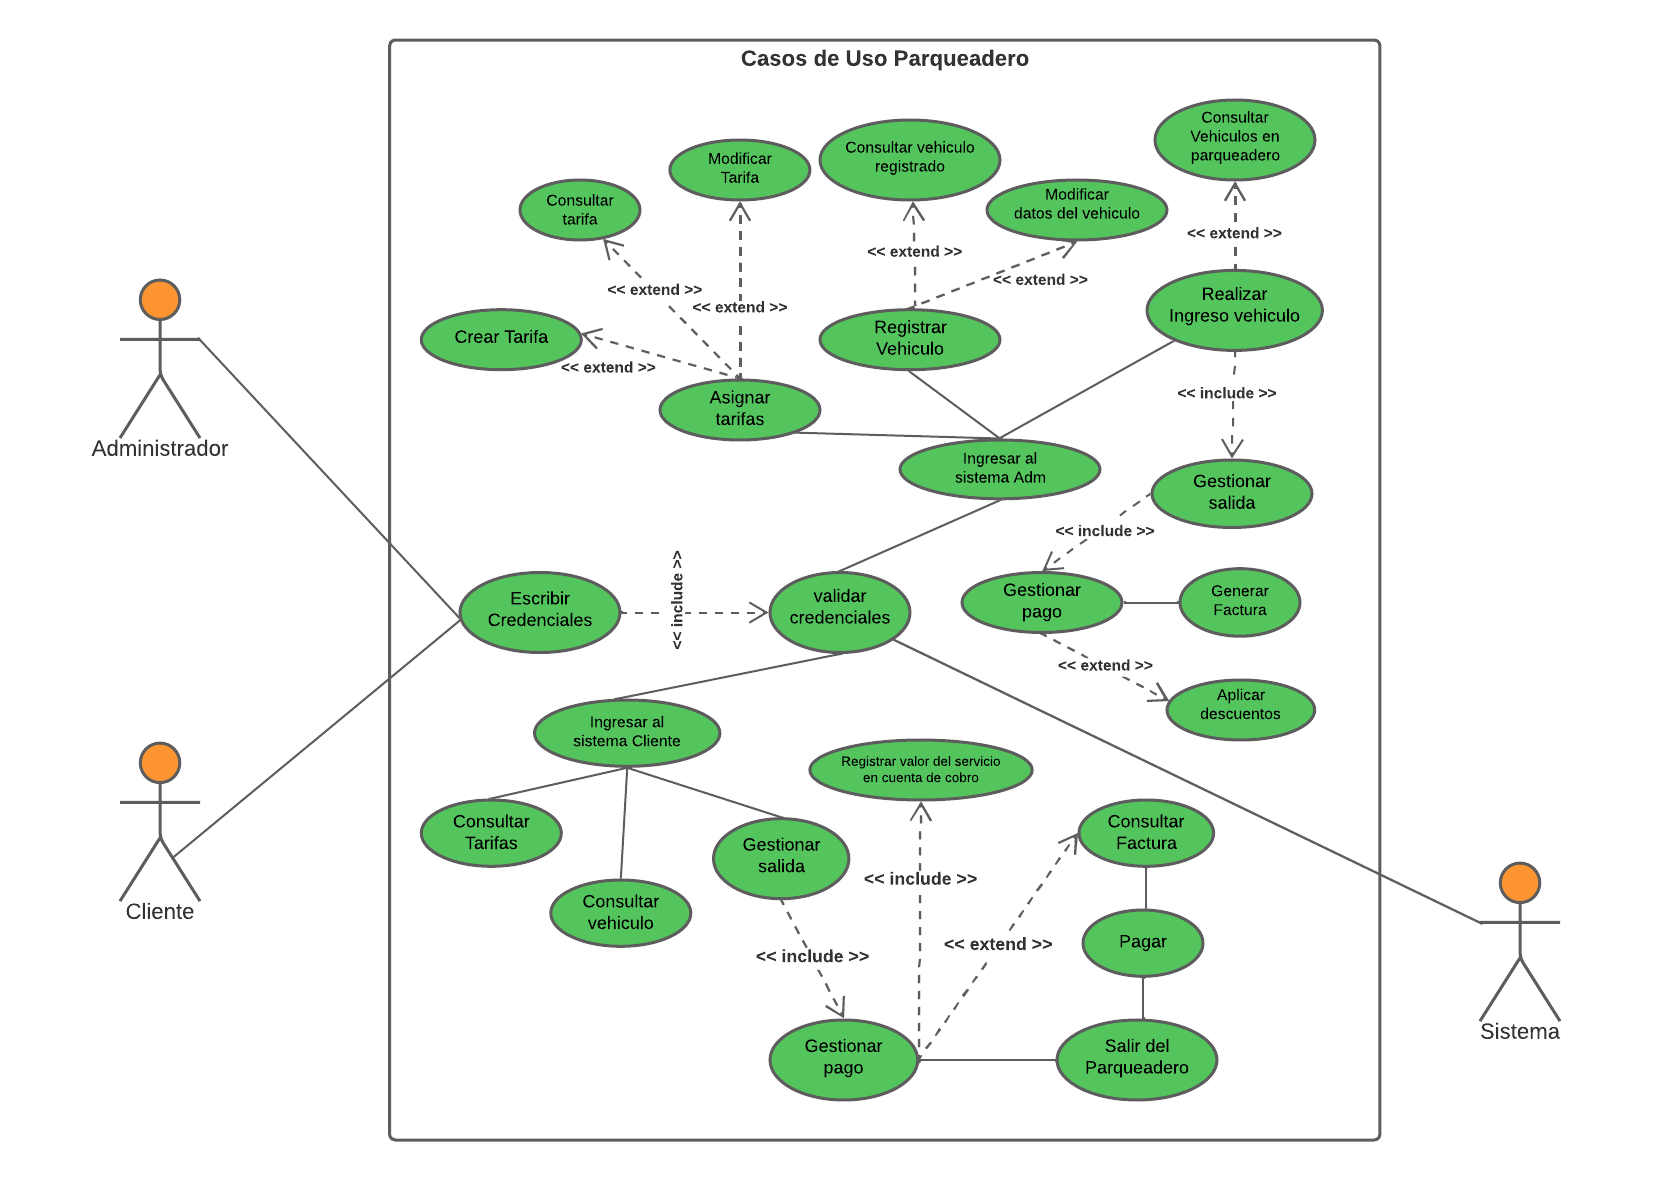 Casos de Uso Parqueadero
Consultar
Vehiculos en
parqueadero
Consultar vehiculo
registrado
Modificar
Tarifa
Consultar
tarifa
Modificar
datos del vehiculo
<< extend >>
<< extend >>
<< extend >>
<< extend >>
<< extend >>
Realizar
Ingreso vehiculo
Crear Tarifa
Registrar
Vehiculo
<< extend >>
<< include >>
Asignar
tarifas
Administrador
Ingresar al
sistema Adm
Gestionar
salida
<< include >>
Escribir
Credenciales
<< include >>
validar
credenciales
Gestionar
pago
Generar
Factura
<< extend >>
Aplicar
descuentos
Ingresar al
sistema Cliente
Registrar valor del servicio
en cuenta de cobro
Consultar
Tarifas
Gestionar
salida
Consultar
Factura
<< include >>
Consultar
vehiculo
Cliente
Pagar
<< extend >>
<< include >>
Gestionar
pago
Salir del
Parqueadero
Sistema